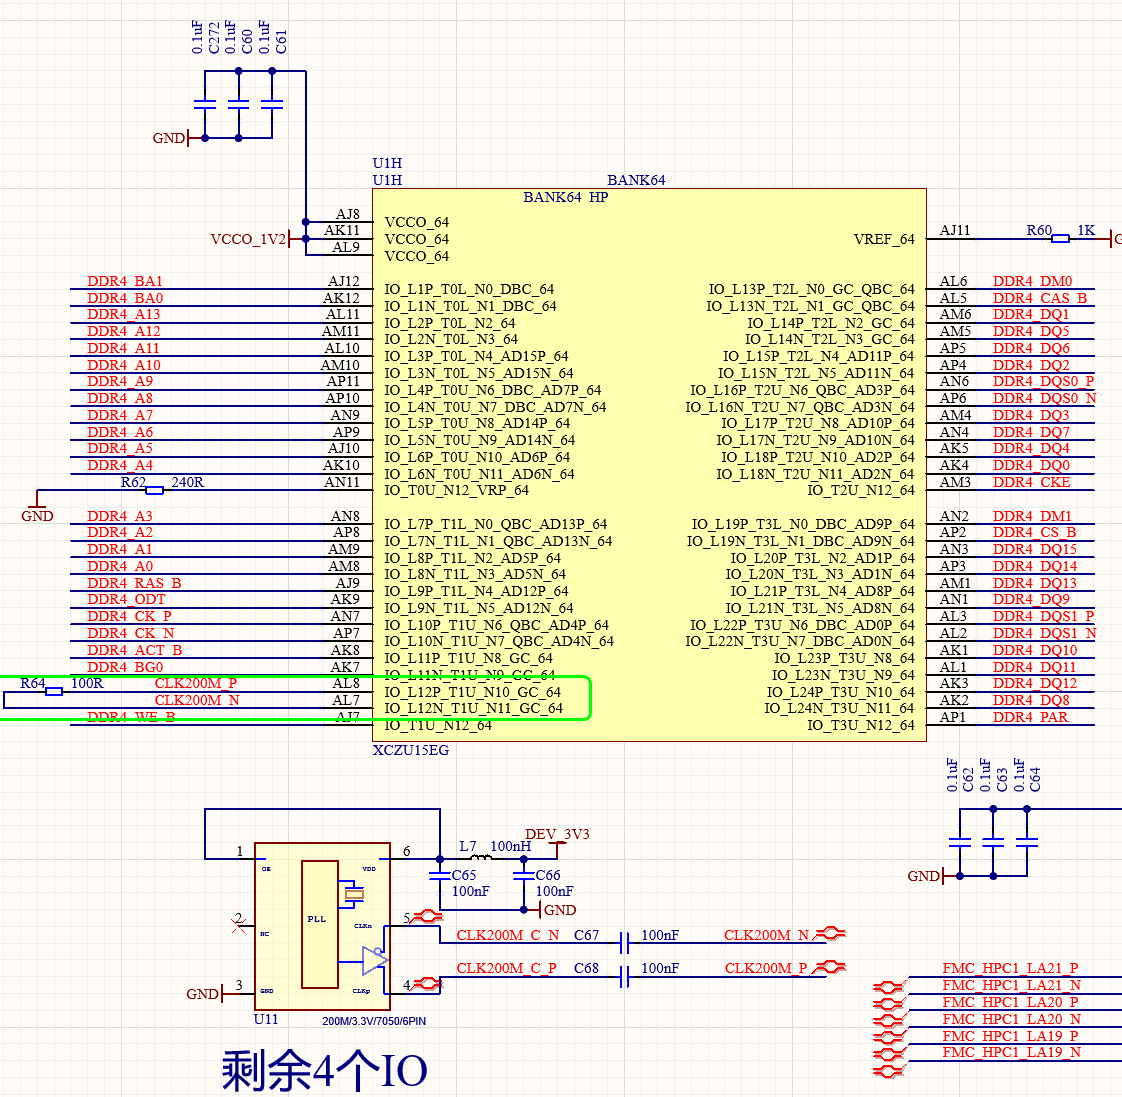 0.1uF C272 0.1uF C60 0.1uF C61
GND
U1H
U1H BANK64
BANK64 HP
AJ8 VCCO_64
VCCO_1V2 AK11 VCCO_64 VREF_64 AJ11 R60 1K G
AL9 VCCO_64
DDR4_BA1 AJ12 IO_L1P_T0L_N0_DBC_64 IO_L13P_T2L_N0_GC_QBC_64 AL6 DDR4_DM0
DDR4_BA0 AK12 IO_L1N_T0L_N1_DBC_64 IO_L13N_T2L_N1_GC_QBC_64 AL5 DDR4_CAS_B
DDR4_A13 AL11 IO_L2P_T0L_N2_64 IO_L14P_T2L_N2_GC_64 AM6 DDR4_DQ1
DDR4_A12 AM11 IO_L2N_T0L_N3_64 IO_L14N_T2L_N3_GC_64 AM5 DDR4_DQ5
DDR4_A11 AL10 IO_L3P_T0L_N4_AD15P_64 IO_L15P_T2L_N4_AD11P_64 AP5 DDR4_DQ6
DDR4_A10 AM10 IO_L3N_T0L_N5_AD15N_64 IO_L15N_T2L_N5_AD11N_64 AP4 DDR4_DQ2
DDR4_A9 AP11 IO_L4P_T0U_N6_DBC_AD7P_64 IO_L16P_T2U_N6_QBC_AD3P_64 AN6 DDR4_DQS0_P
DDR4_A8 AP10 IO_L4N_T0U_N7_DBC_AD7N_64 IO_L16N_T2U_N7_QBC_AD3N_64 AP6 DDR4_DQS0_N
DDR4_A7 AN9 IO_L5P_T0U_N8_AD14P_64 IO_L17P_T2U_N8_AD10P_64 AM4 DDR4_DQ3
DDR4_A6 AP9 IO_L5N_T0U_N9_AD14N_64 IO_L17N_T2U_N9_AD10N_64 AN4 DDR4_DQ7
DDR4_A5 AJ10 IO_L6P_T0U_N10_AD6P_64 IO_L18P_T2U_N10_AD2P_64 AK5 DDR4_DQ4
DDR4_A4 AK10 IO_L6N_T0U_N11_AD6N_64 IO_L18N_T2U_N11_AD2N_64 AK4 DDR4_DQ0
R62 240R AN11 IO_T0U_N12_VRP_64 IO_T2U_N12_64 AM3 DDR4_CKE
GND
DDR4_A3 AN8 IO_L7P_T1L_N0_QBC_AD13P_64 IO_L19P_T3L_N0_DBC_AD9P_64 AN2 DDR4_DM1
DDR4_A2 AP8 IO_L7N_T1L_N1_QBC_AD13N_64 IO_L19N_T3L_N1_DBC_AD9N_64 AP2 DDR4_CS_B
DDR4_A1 AM9 IO_L8P_T1L_N2_AD5P_64 IO_L20P_T3L_N2_AD1P_64 AN3 DDR4_DQ15
DDR4_A0 AM8 IO_L8N_T1L_N3_AD5N_64 IO_L20N_T3L_N3_AD1N_64 AP3 DDR4_DQ14
DDR4_RAS_B AJ9 IO_L9P_T1L_N4_AD12P_64 IO_L21P_T3L_N4_AD8P_64 AM1 DDR4_DQ13
DDR4_ODT AK9 IO_L9N_T1L_N5_AD12N_64 IO_L21N_T3L_N5_AD8N_64 AN1 DDR4_DQ9
DDR4_CK_P AN7 IO_L10P_T1U_N6_QBC_AD4P_64 IO_L22P_T3U_N6_DBC_AD0P_64 AL3 DDR4_DQS1_P
DDR4_CK_N AP7 IO_L10N_T1U_N7_QBC_AD4N_64 IO_L22N_T3U_N7_DBC_AD0N_64 AL2 DDR4_DQS1_N
DDR4_ACT_B AK8 IO_L11P_T1U_N8_GC_64 IO_L23P_T3U_N8_64 AK1 DDR4_DQ10
DDR4_BG0 AK7 IO_L11N_T1U_N9_GC_64 IO_L23N_T3U_N9_64 AL1 DDR4_DQ11
R64 100R CLK200M_P AL8 IO_L12P_T1U_N10_GC_64 IO_L24P_T3U_N10_64 AK3 DDR4_DQ12
CLK200M_N AL7 IO_L12N_T1U_N11_GC_64 IO_L24N_T3U_N11_64 AK2 DDR4_DQ8
DDR4_WE_B AJ7 IO_T1U_N12_64 IO_T3U_N12_64 AP1 DDR4_PAR
XCZU15EG
0.1uF C62 0.1uF C63 0.1uF C64
GND
DEV_3V3
L7 100nH
1 OE VDD 6
C65 100nF C66 100nF
GND
PLL
2 NC CLKn 5
CLK200M_C_N C67 100nF CLK200M_N
CLK200M_C_P C68 100nF CLK200M_P
GND 3 GND CLKp 4
U11 200M/3.3V/7050/6PIN
FMC_HPC1_LA21_P
FMC_HPC1_LA21_N
FMC_HPC1_LA20_P
FMC_HPC1_LA20_N
FMC_HPC1_LA19_P
FMC_HPC1_LA19_N
剩余4个IO